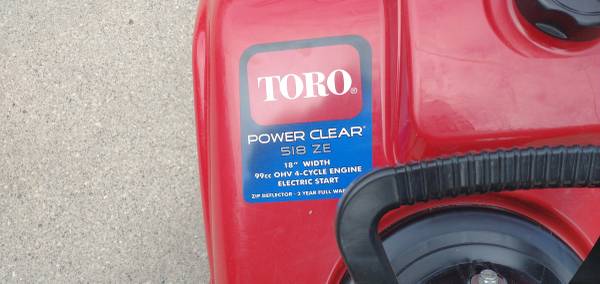 TORO®
POWER CLEAR®
518 ZE
18" WIDTH
99cc OHV 4-CYCLE ENGINE
ELECTRIC START
ZIP DEFLECTOR · 2 YEAR FULL